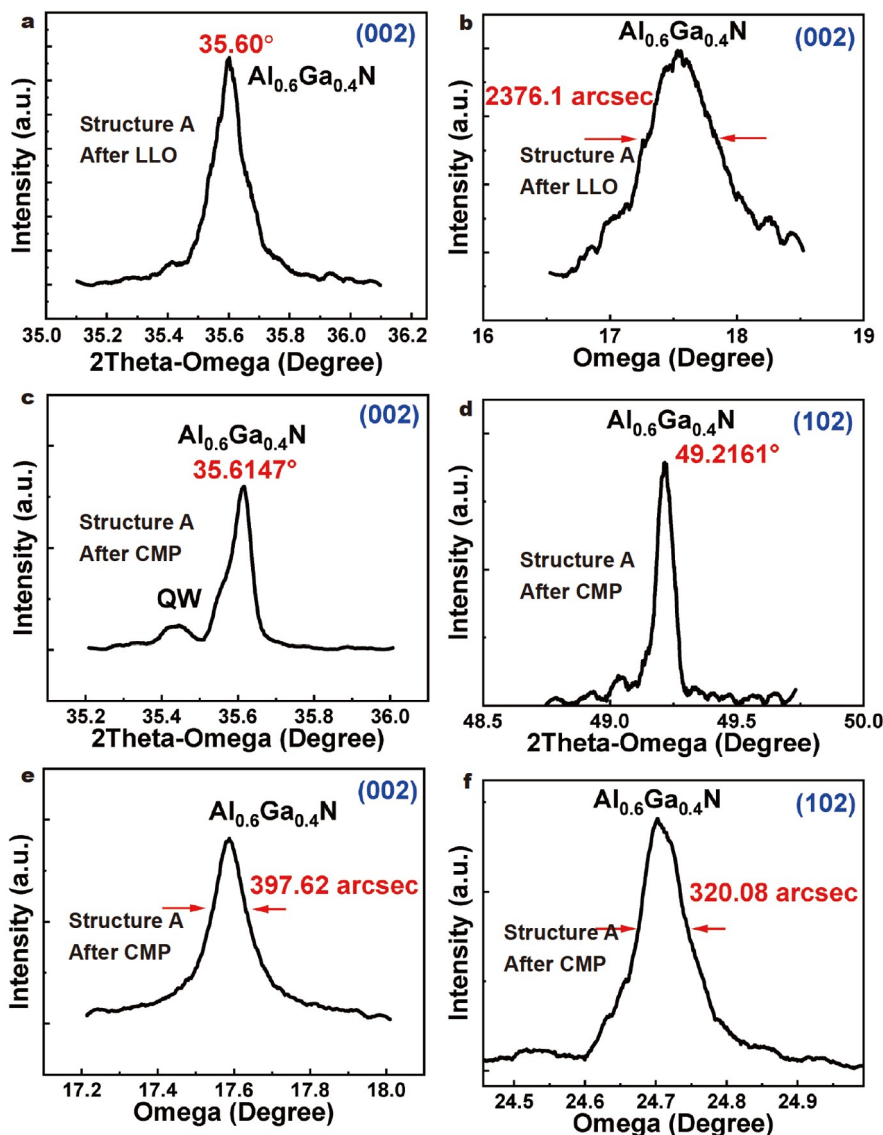 a
(002)
35.60°
Al0.6Ga0.4N
Structure A
After LLO
Intensity (a.u.)
35.0 35.2 35.4 35.6 35.8 36.0 36.2
2Theta-Omega (Degree)
b
(002)
Al0.6Ga0.4N
2376.1 arcsec
Structure A
After LLO
Intensity (a.u.)
16 17 18 19
Omega (Degree)
c
(002)
Al0.6Ga0.4N
35.6147°
Structure A
After CMP
QW
Intensity (a.u.)
35.2 35.4 35.6 35.8 36.0
2Theta-Omega (Degree)
d
(102)
Al0.6Ga0.4N
49.2161°
Structure A
After CMP
Intensity (a.u.)
48.5 49.0 49.5 50.0
2Theta-Omega (Degree)
e
(002)
Al0.6Ga0.4N
397.62 arcsec
Structure A
After CMP
Intensity (a.u.)
17.2 17.4 17.6 17.8 18.0
Omega (Degree)
f
(102)
Al0.6Ga0.4N
320.08 arcsec
Structure A
After CMP
Intensity (a.u.)
24.5 24.6 24.7 24.8 24.9
Omega (Degree)